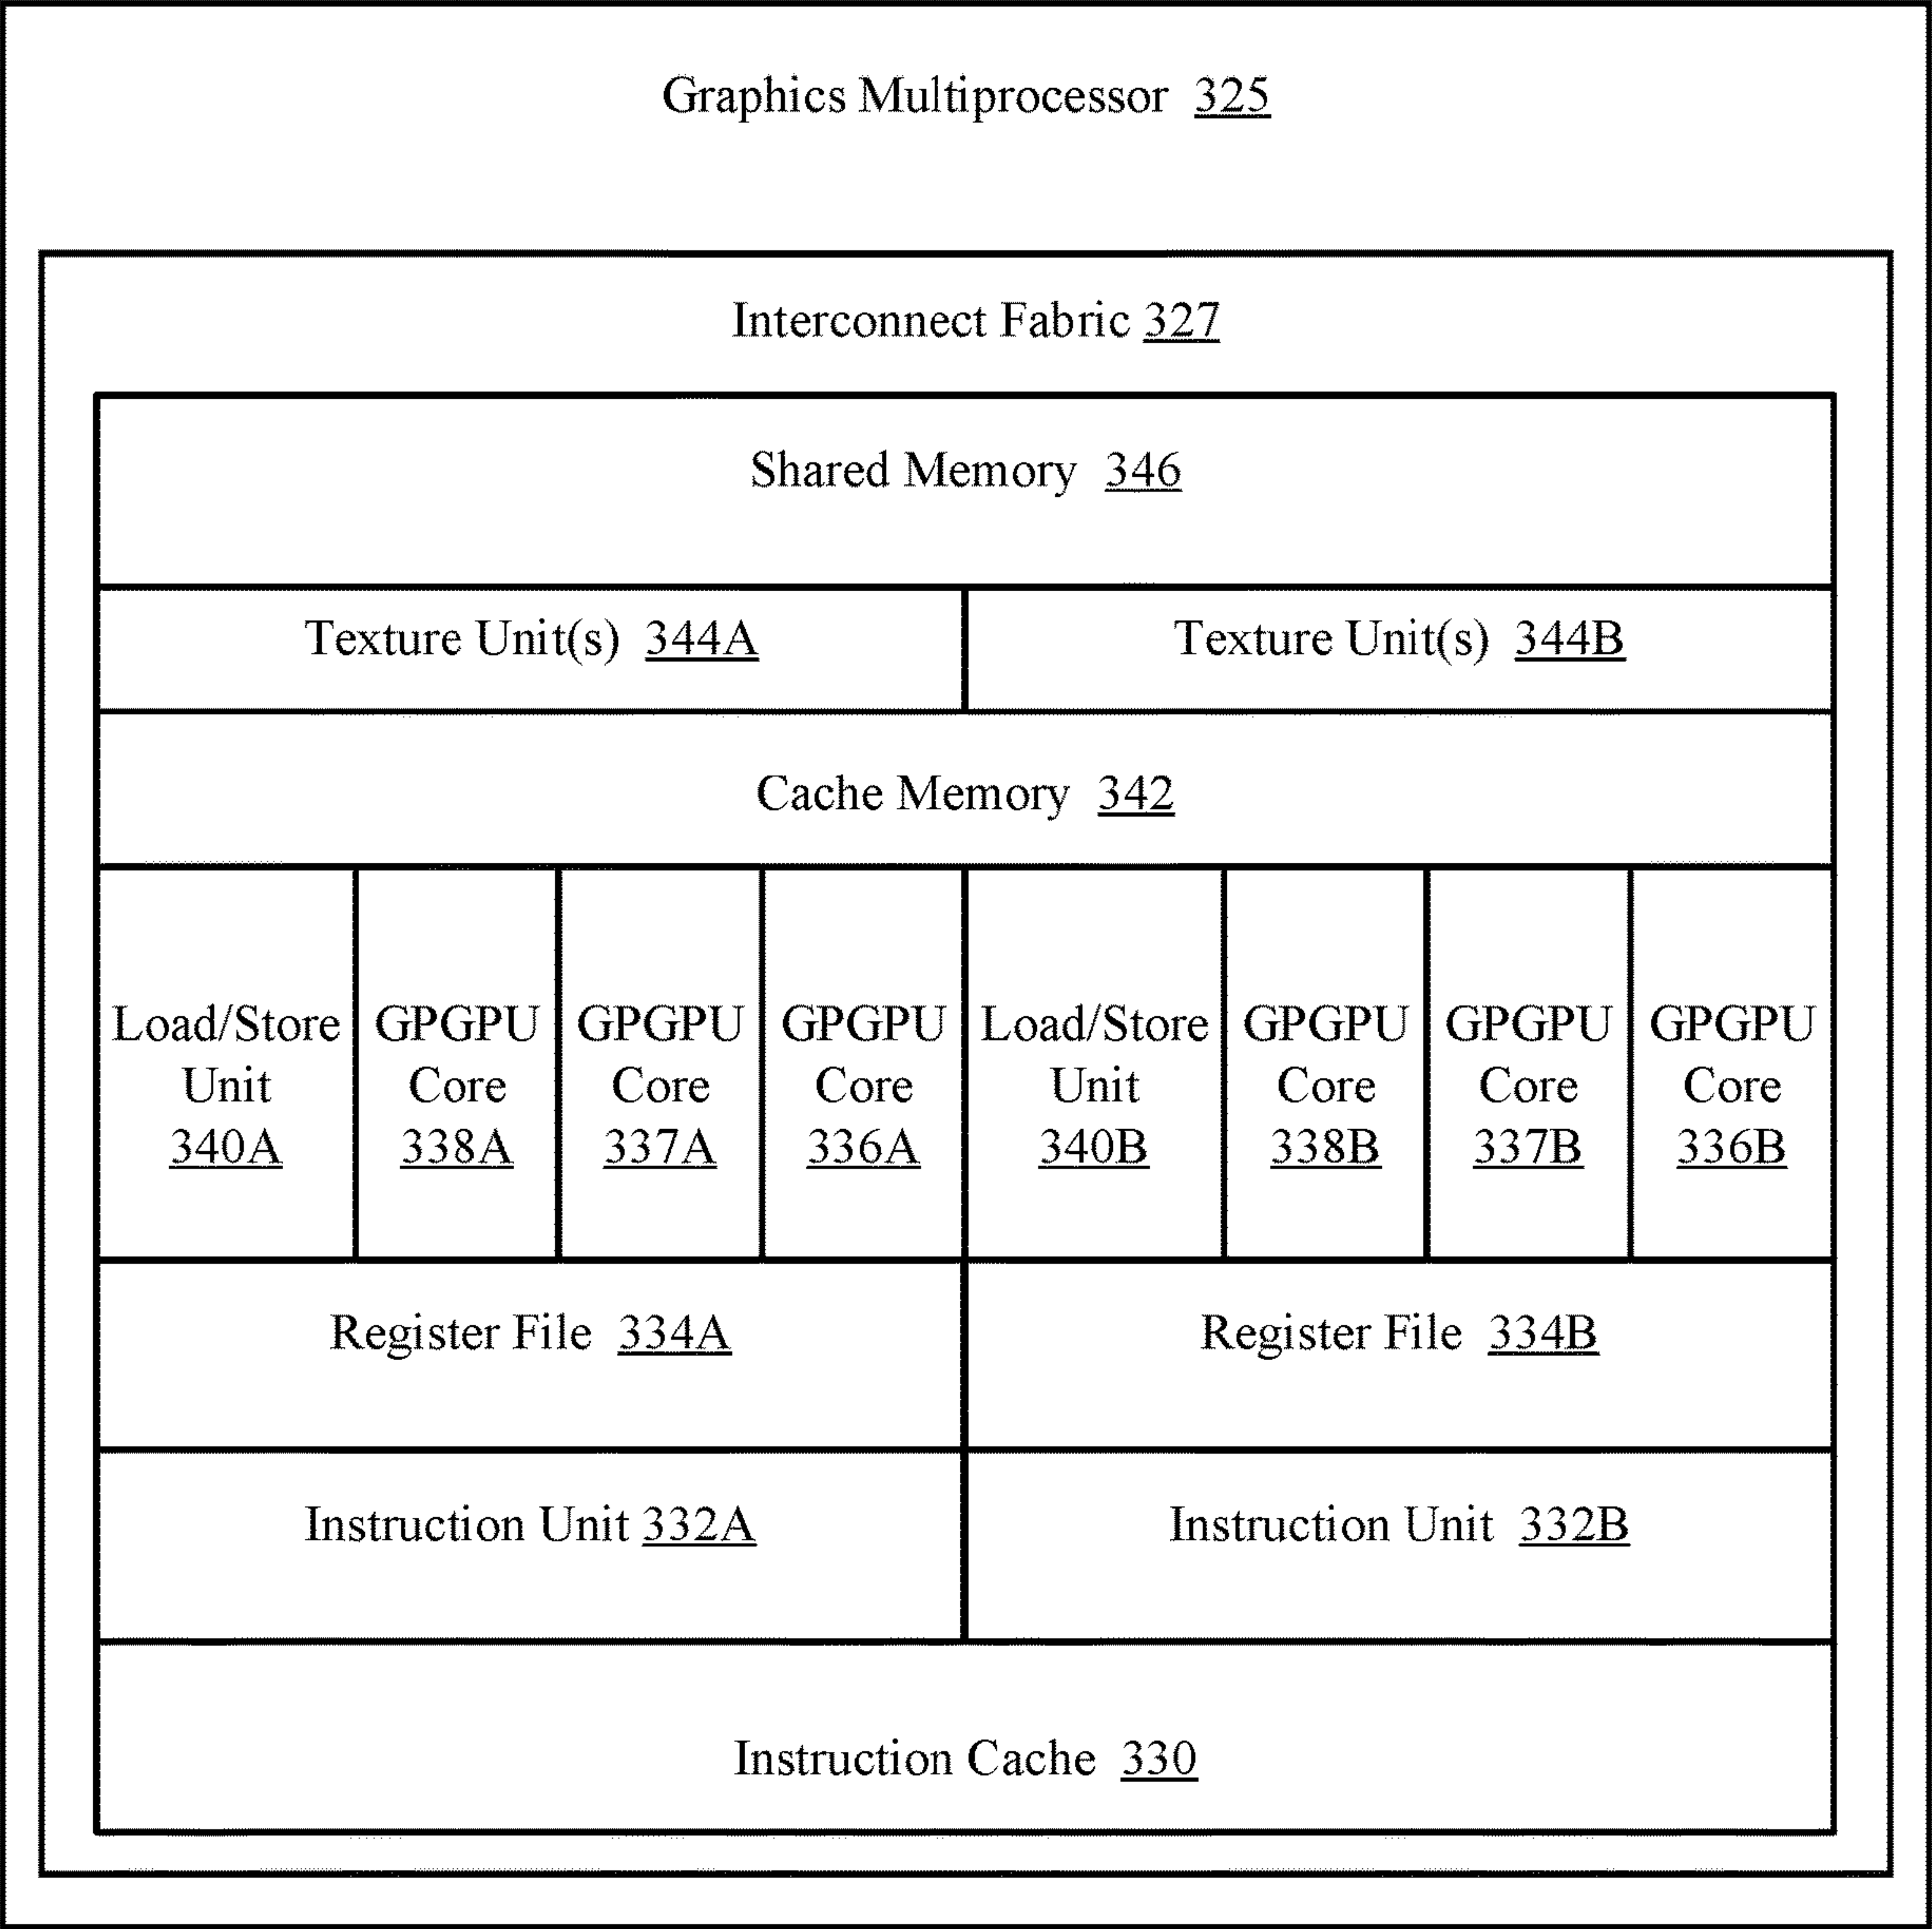 Graphics Multiprocessor 325
Interconnect Fabric 327
Shared Memory 346
Texture Unit(s) 344A
Texture Unit(s) 344B
Cache Memory 342
Load/Store
Unit
340A
GPGPU
Core
338A
GPGPU
Core
337A
GPGPU
Core
336A
Load/Store
Unit
340B
GPGPU
Core
338B
GPGPU
Core
337B
GPGPU
Core
336B
Register File 334A
Register File 334B
Instruction Unit 332A
Instruction Unit 332B
Instruction Cache 330